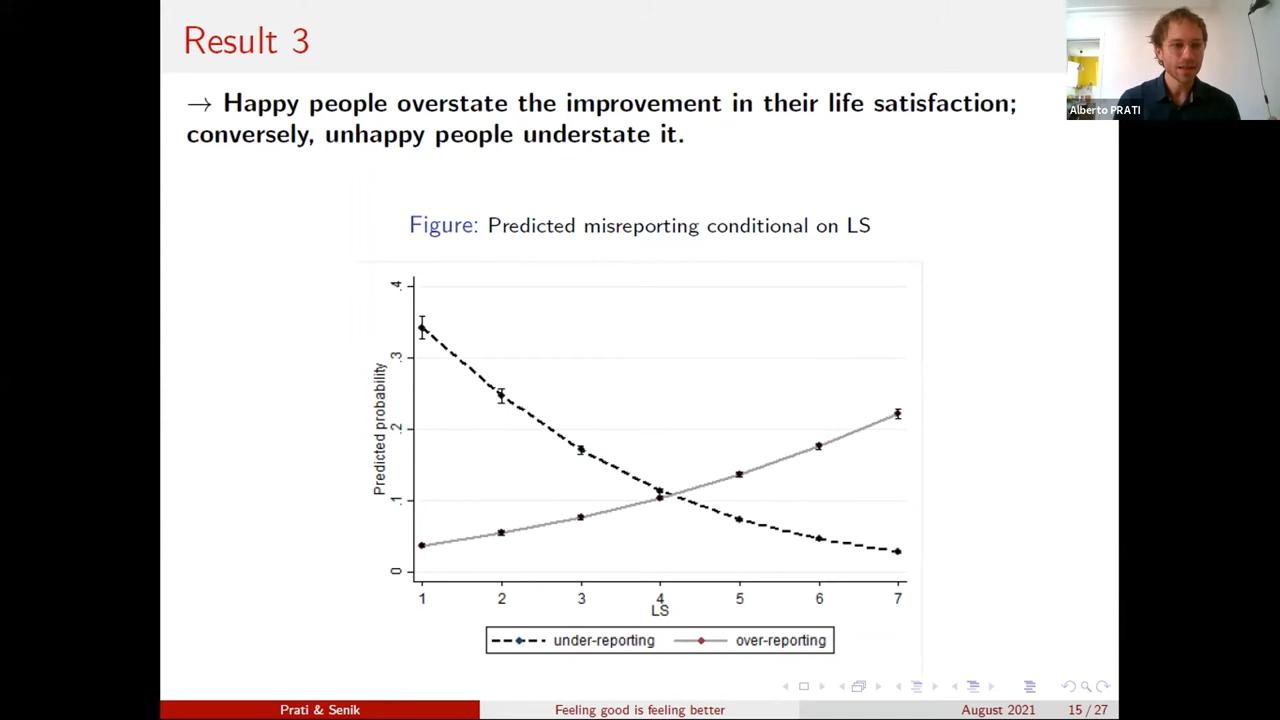 Result 3
Alberto PRATI
→ Happy people overstate the improvement in their life satisfaction;
conversely, unhappy people understate it.
Figure: Predicted misreporting conditional on LS
Predicted probability
.4
.3
.2
.1
0
1 2 3 4 5 6 7
LS
under-reporting over-reporting
Prati & Senik Feeling good is feeling better August 2021 15 / 27